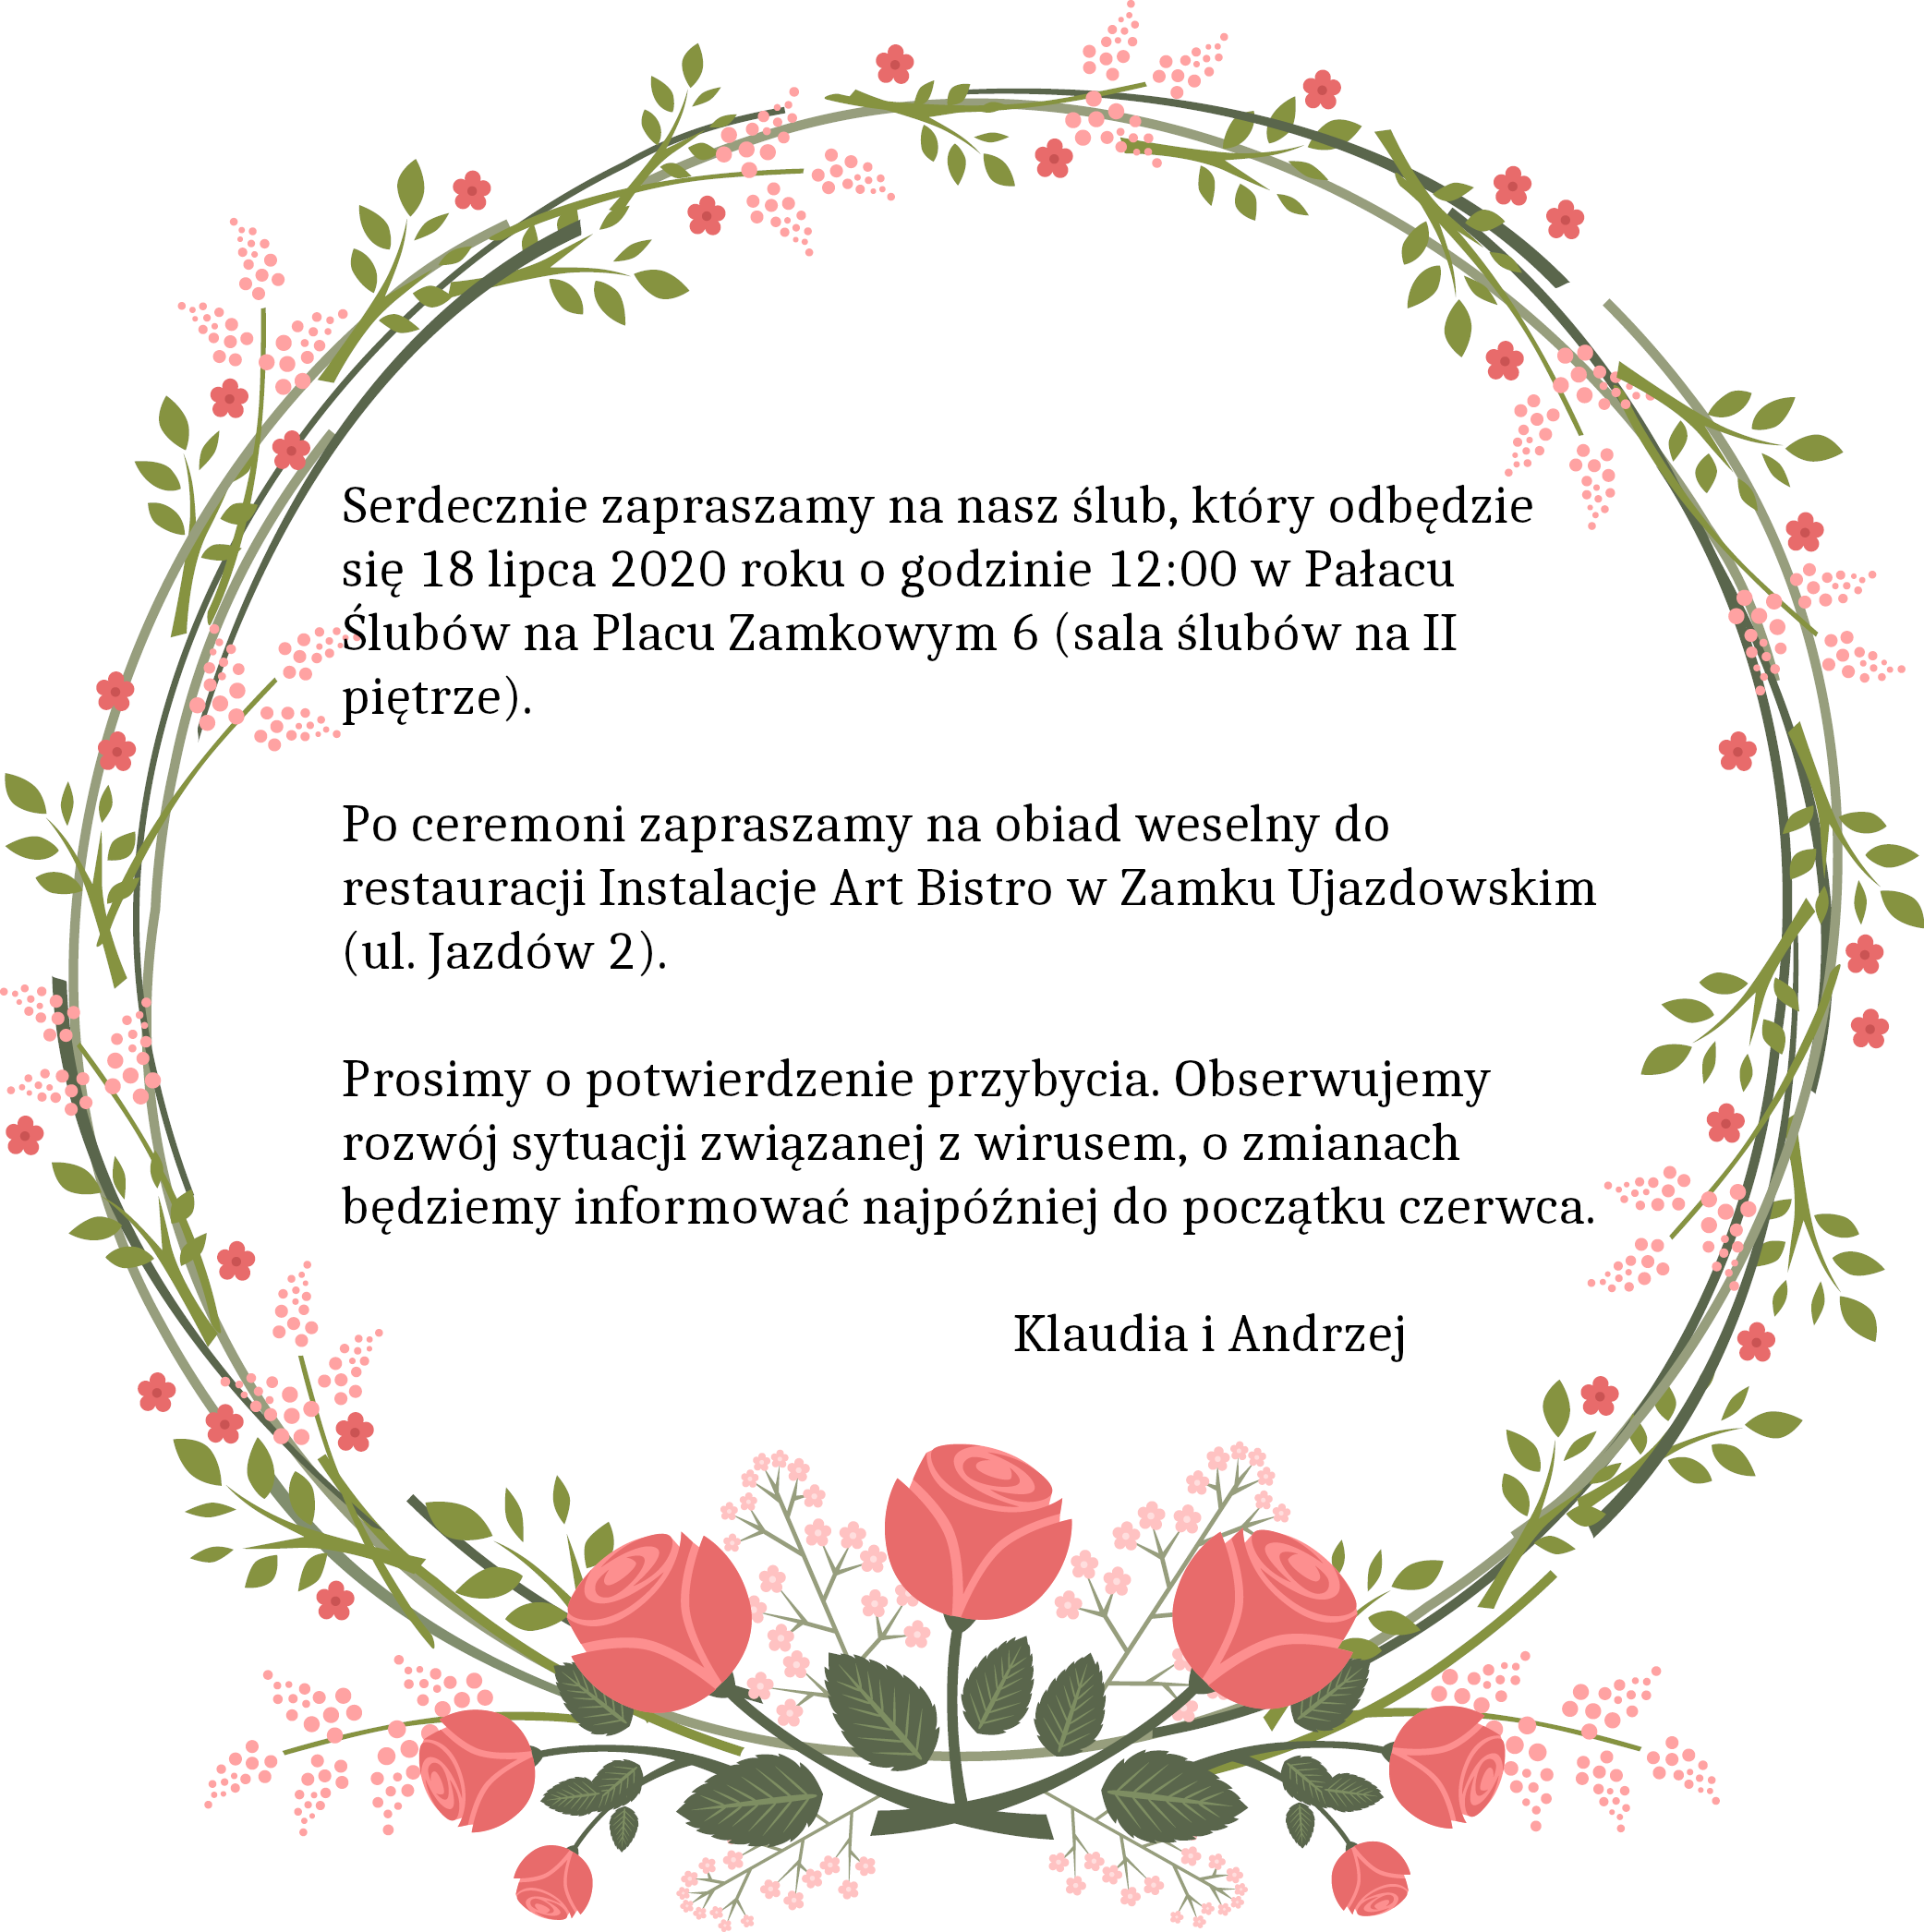 Serdecznie zapraszamy na nasz ślub, który odbędzie
się 18 lipca 2020 roku o godzinie 12:00 w Pałacu
Ślubów na Placu Zamkowym 6 (sala ślubów na II
piętrze).
Po ceremoni zapraszamy na obiad weselny do
restauracji Instalacje Art Bistro w Zamku Ujazdowskim
(ul. Jazdów 2).
Prosimy o potwierdzenie przybycia. Obserwujemy
rozwój sytuacji związanej z wirusem, o zmianach
będziemy informować najpóźniej do początku czerwca.
Klaudia i Andrzej